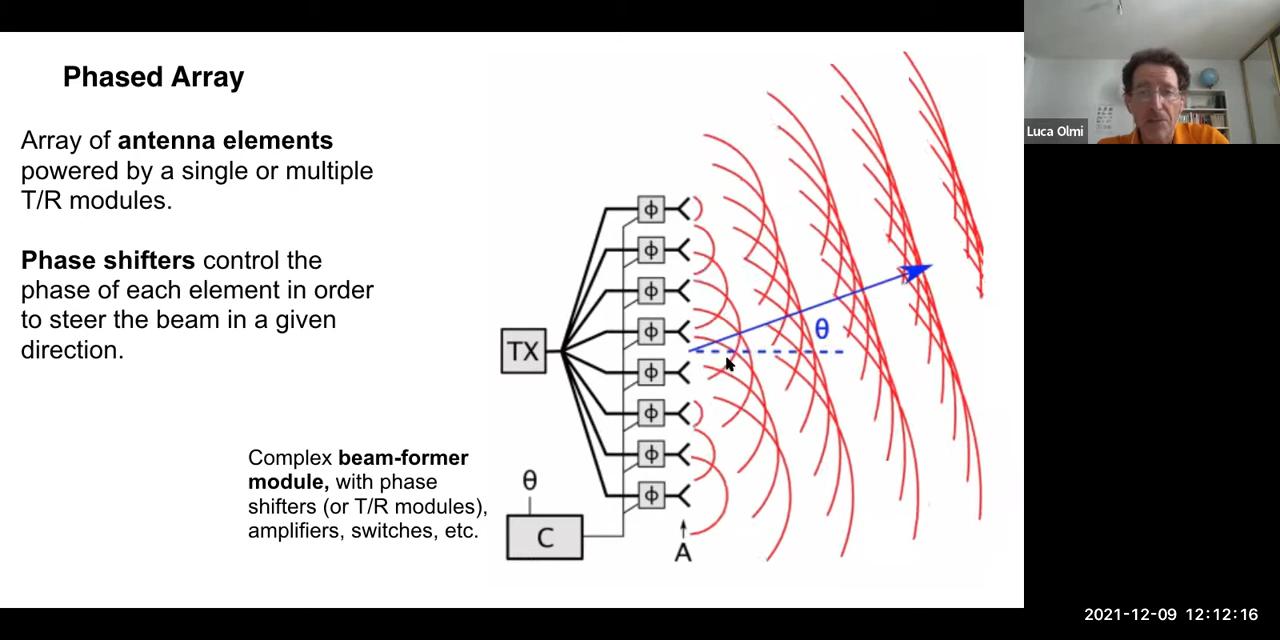 Phased Array
Array of antenna elements
powered by a single or multiple
T/R modules.
Phase shifters control the
phase of each element in order
to steer the beam in a given
direction.
Complex beam-former
module, with phase
shifters (or T/R modules),
amplifiers, switches, etc.
TX
ϕ
ϕ
ϕ
ϕ
ϕ
ϕ
ϕ
ϕ
θ
θ
C
A
Luca Olmi
2021-12-09 12:12:16